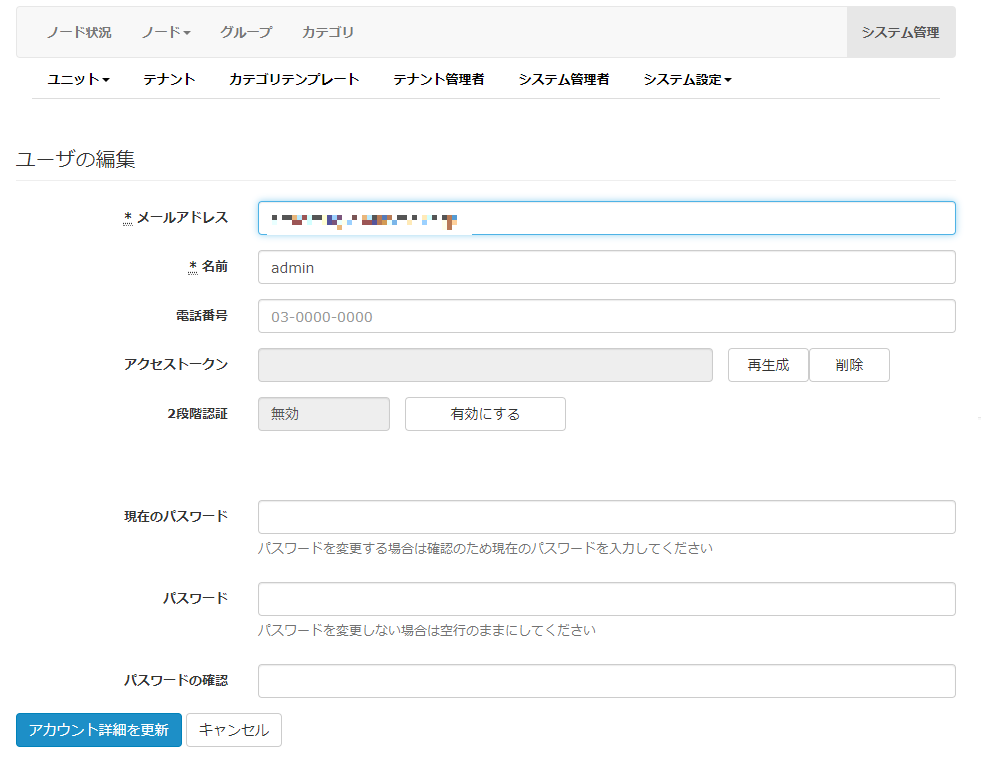 ノード状況 ノード グループ カテゴリ システム管理
ユニット テナント カテゴリテンプレート テナント管理者 システム管理者 システム設定
ユーザの編集
* メールアドレス
* 名前 admin
電話番号 03-0000-0000
アクセストークン 再生成 削除
2段階認証 無効 有効にする
現在のパスワード
パスワードを変更する場合は確認のため現在のパスワードを入力してください
パスワード
パスワードを変更しない場合は空行のままにしてください
パスワードの確認
アカウント詳細を更新 キャンセル